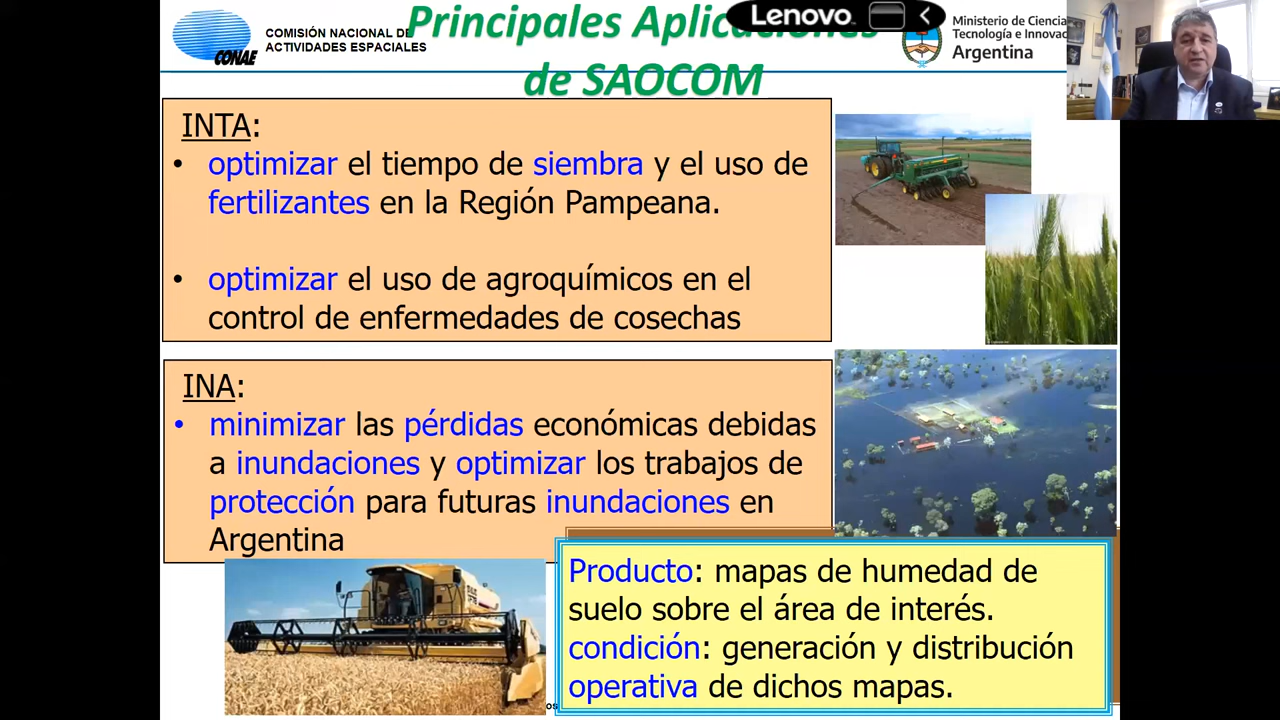 Principales Aplicaciones
de SAOCOM
Lenovo
COMISIÓN NACIONAL DE
ACTIVIDADES ESPACIALES
CONAE
Ministerio de Ciencia
Tecnología e Innovac
Argentina
INTA:
• optimizar el tiempo de siembra y el uso de
fertilizantes en la Región Pampeana.
• optimizar el uso de agroquímicos en el
control de enfermedades de cosechas
INA:
• minimizar las pérdidas económicas debidas
a inundaciones y optimizar los trabajos de
protección para futuras inundaciones en
Argentina
Producto: mapas de humedad de
suelo sobre el área de interés.
condición: generación y distribución
operativa de dichos mapas.